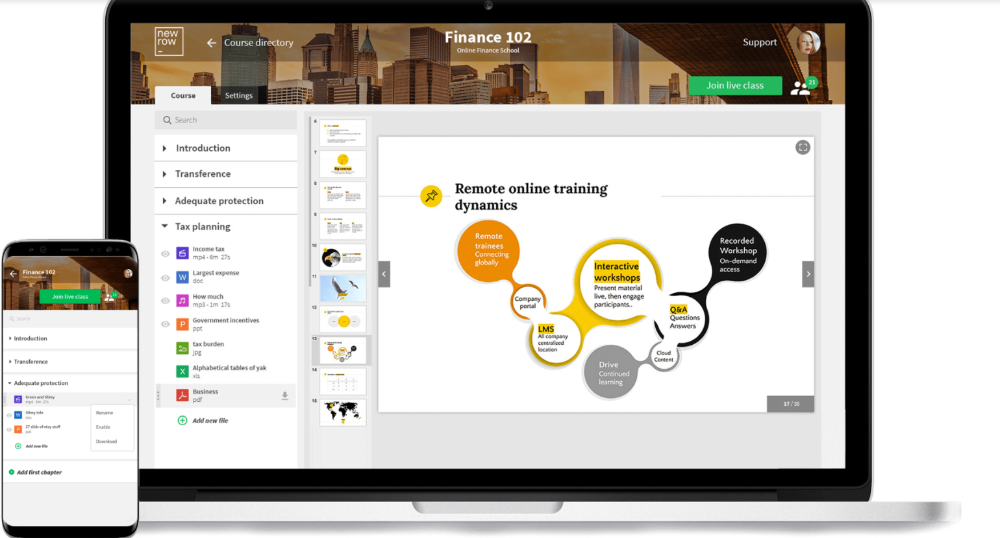 new
row
Course directory
Finance 102
Online Finance School
Support
Join live class
21
Course
Settings
Search
Introduction
Transference
Adequate protection
Tax planning
Income tax
mp4 - 6m 27s
W
Largest expense
doc
How much
mp3 - 1m 17s
P
Government incentives
ppt
tax burden
jpg
X
Alphabetical tables of yak
xls
Business
pdf
Add new file
6
7
Big concept
8
9
10
11
12
13
14
15
Remote online training
dynamics
Remote
trainees
Connecting
globally
Company
portal
LMS
All company
centralized
location
Interactive
workshops
Present material
live, then engage
participants..
Recorded
Workshop
On-demand
access
Q&A
Questions
Answers
Cloud
Content
Drive
Continued
learning
17 / 35
Finance 102
Online Finance School
Join live class
21
Search
Introduction
Transference
Adequate protection
Green and Slimy
mp4 - 6m 27s
W
Slimy info
doc
P
27 slids of etsy stuff
ppt
Rename
Enable
Download
Add new file
Add first chapter